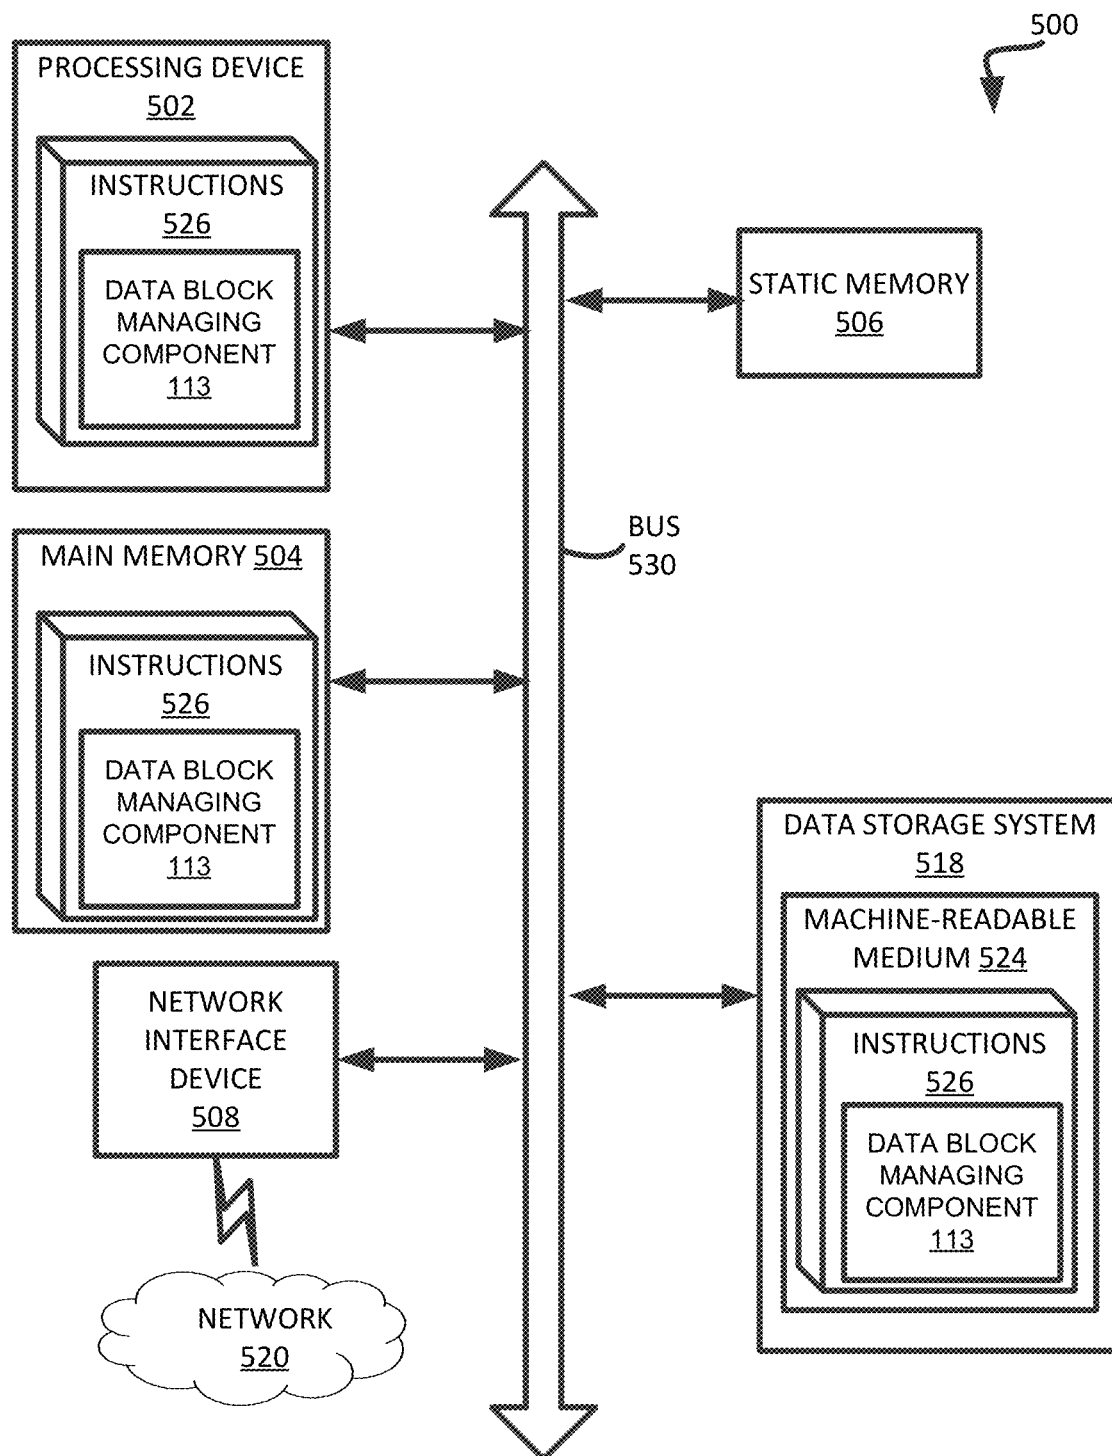 500
PROCESSING DEVICE
502
INSTRUCTIONS
526
DATA BLOCK
MANAGING
COMPONENT
113
STATIC MEMORY
506
BUS
530
MAIN MEMORY 504
INSTRUCTIONS
526
DATA BLOCK
MANAGING
COMPONENT
113
DATA STORAGE SYSTEM
518
MACHINE-READABLE
MEDIUM 524
INSTRUCTIONS
526
DATA BLOCK
MANAGING
COMPONENT
113
NETWORK
INTERFACE
DEVICE
508
NETWORK
520